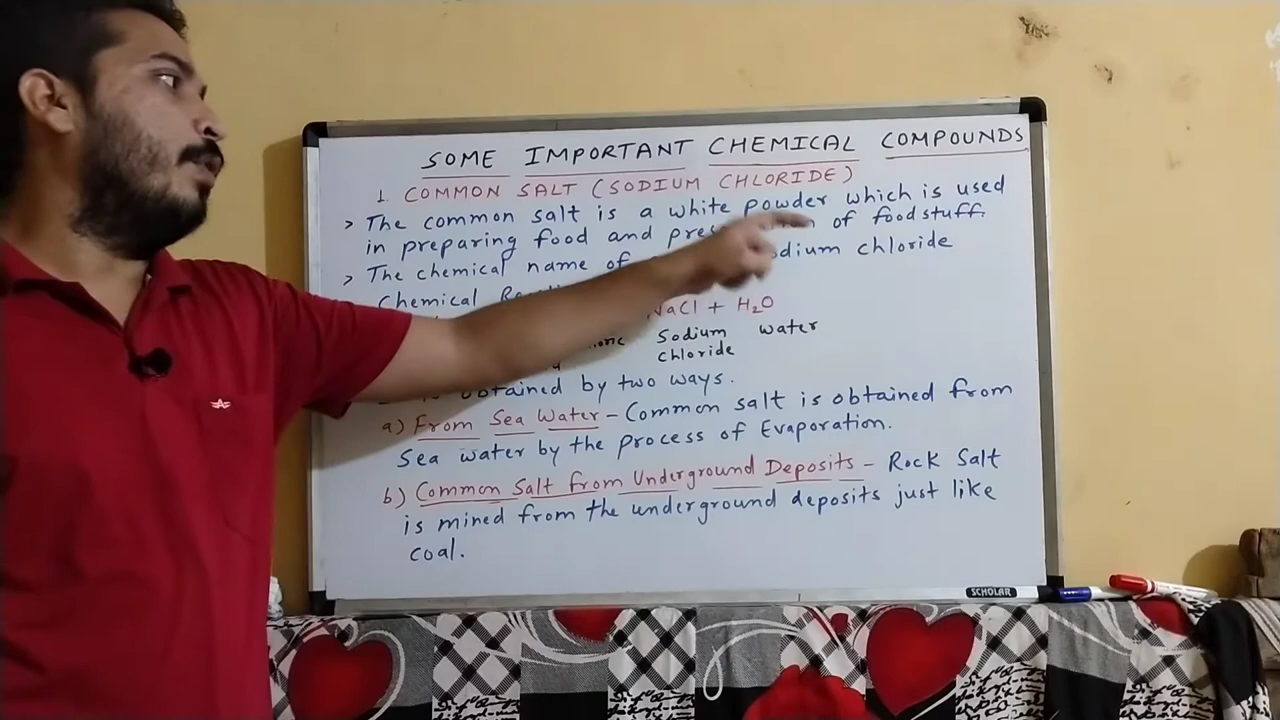 SOME IMPORTANT CHEMICAL COMPOUNDS
1. COMMON SALT (SODIUM CHLORIDE)
> The common salt is a white powder which is used
in preparing food and of foodstuff.
> The chemical name of chloride
Chemical
NaCl + H₂O
Sodium water
chloride
obtained by two ways.
a) From Sea Water - Common salt is obtained from
Sea water by the process of Evaporation.
b) Common Salt from Underground Deposits - Rock Salt
is mined from the underground deposits just like
coal.
SCHOLAR